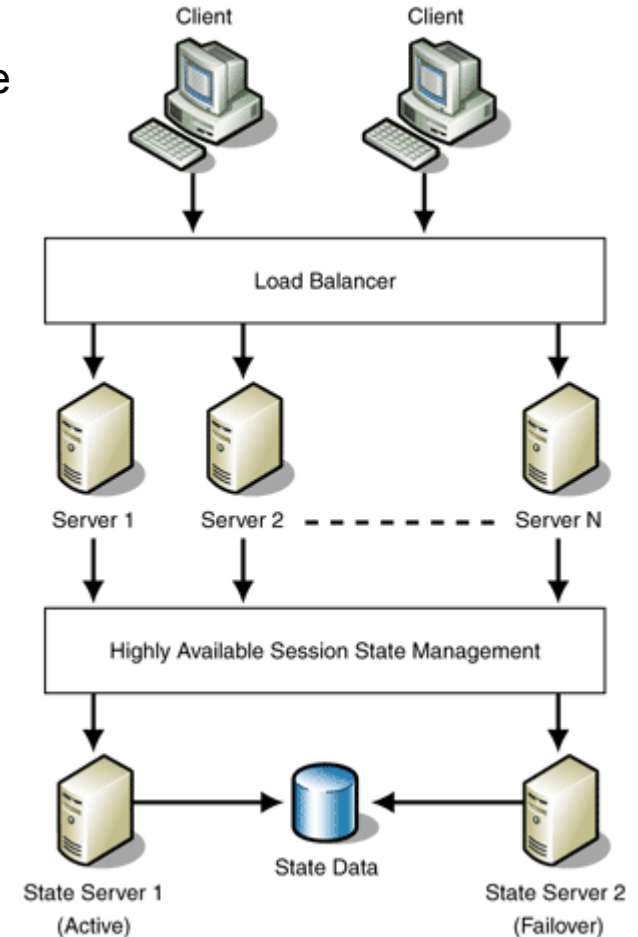 Client Client
e
Load Balancer
Server 1 Server 2 Server N
Highly Available Session State Management
State Data
State Server 1 State Server 2
(Active) (Failover)